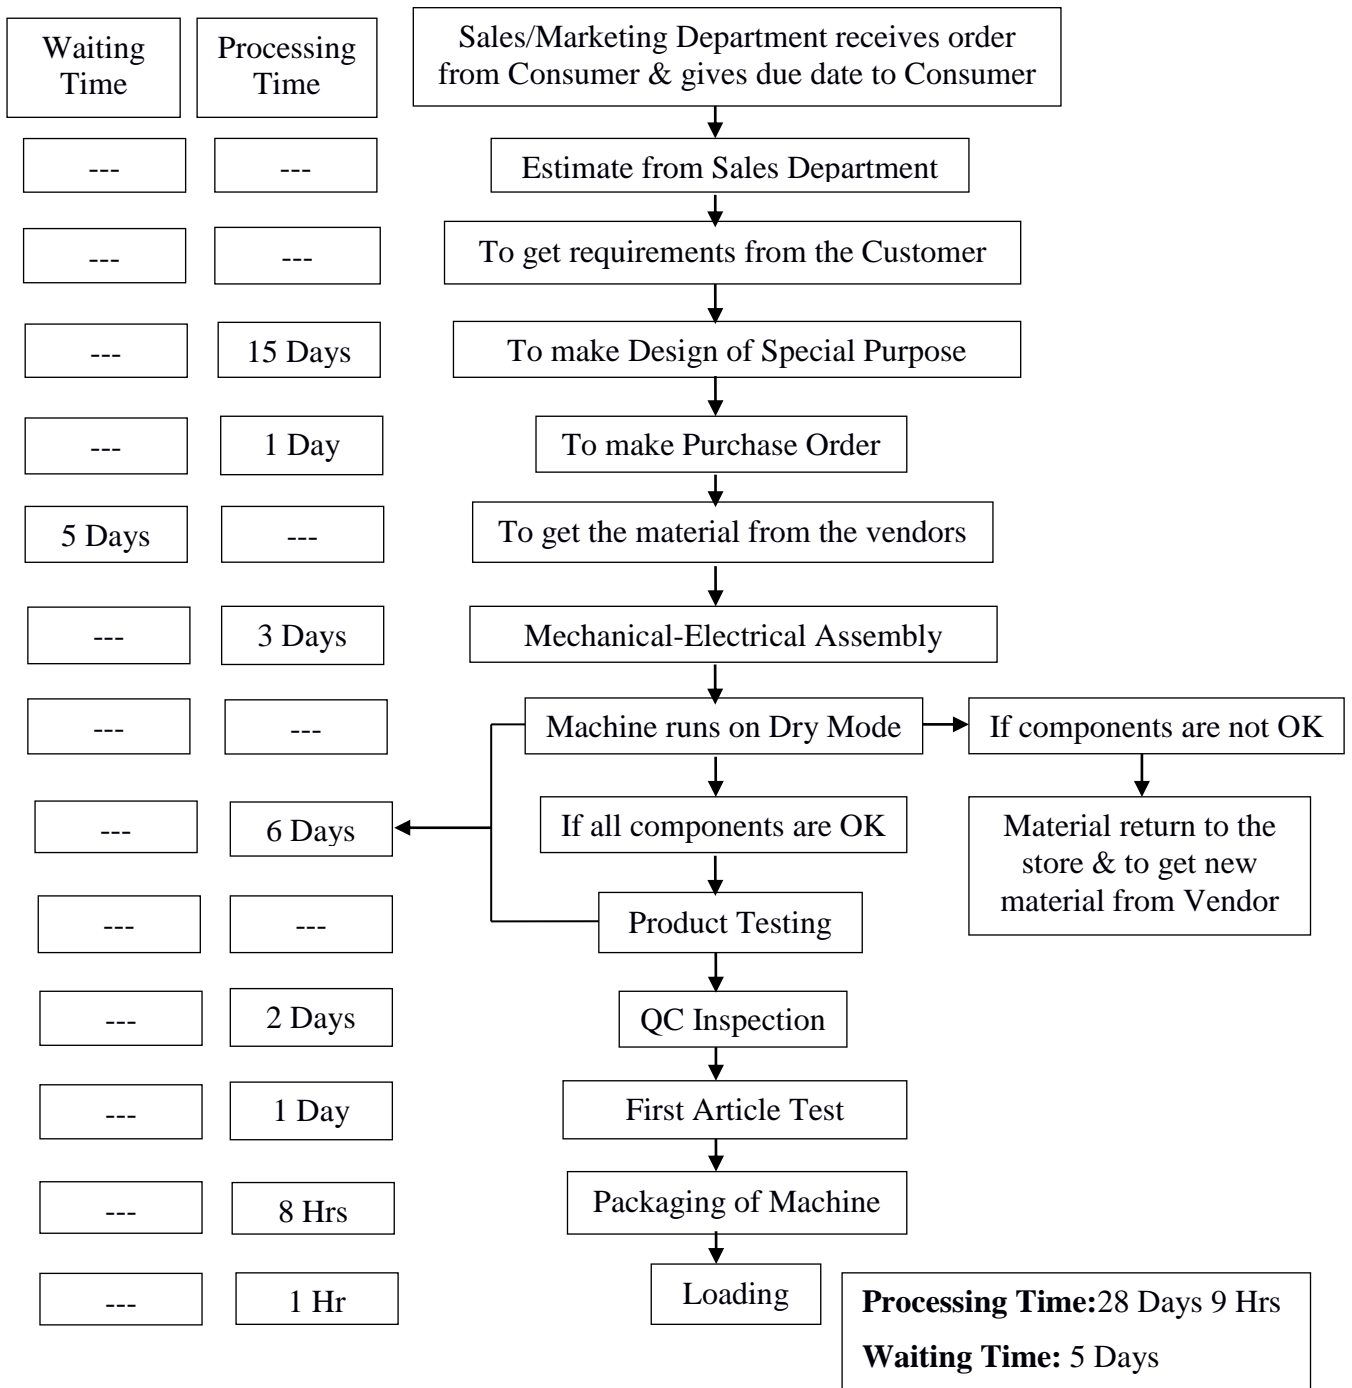 Waiting
Time
Processing
Time
Sales/Marketing Department receives order
from Consumer & gives due date to Consumer
---
---
Estimate from Sales Department
---
---
To get requirements from the Customer
---
15 Days
To make Design of Special Purpose
---
1 Day
To make Purchase Order
5 Days
---
To get the material from the vendors
---
3 Days
Mechanical-Electrical Assembly
---
---
Machine runs on Dry Mode
If components are not OK
---
6 Days
If all components are OK
Material return to the
store & to get new
material from Vendor
---
---
Product Testing
---
2 Days
QC Inspection
---
1 Day
First Article Test
---
8 Hrs
Packaging of Machine
---
1 Hr
Loading
Processing Time:28 Days 9 Hrs
Waiting Time: 5 Days